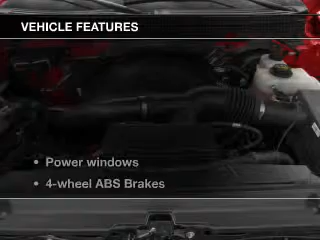 VEHICLE FEATURES
• Power windows
• 4-wheel ABS Brakes